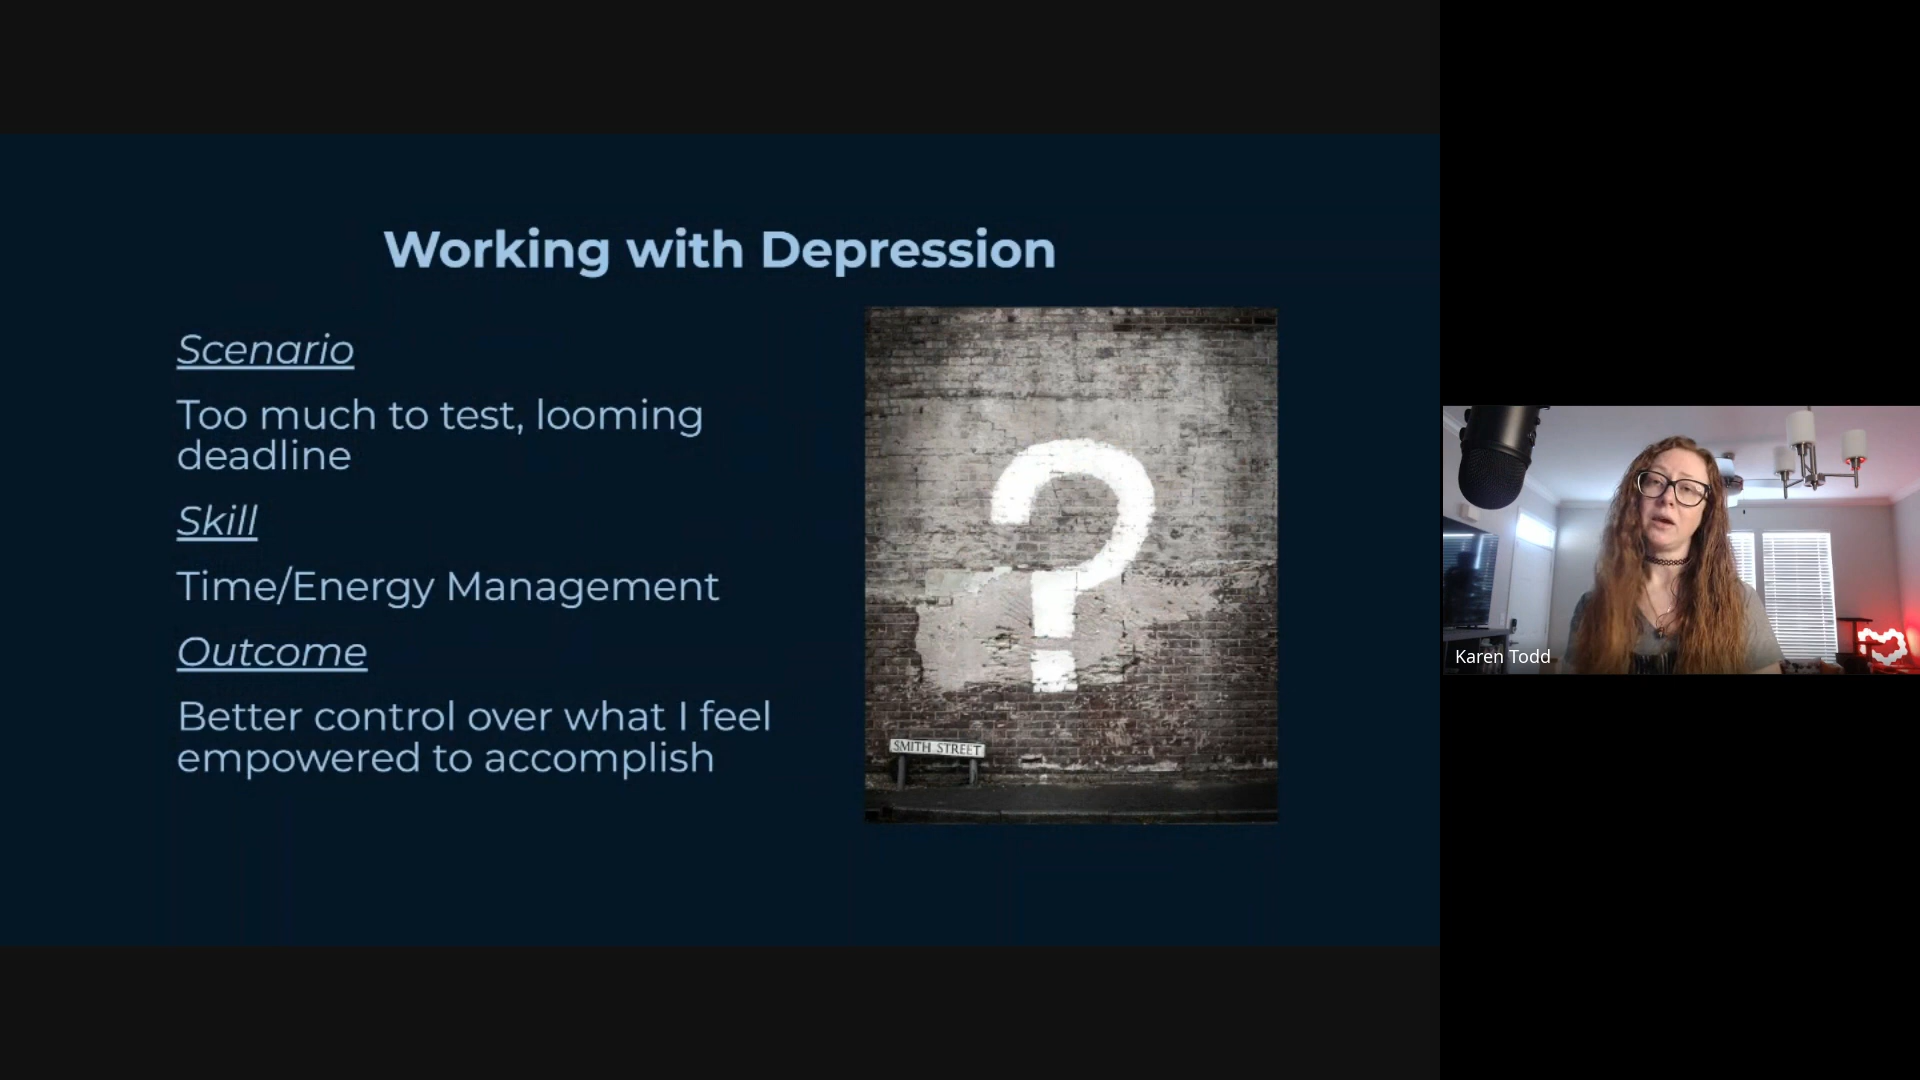 Working with Depression
Scenario
Too much to test, looming
deadline
Skill
Time/Energy Management
Outcome
Better control over what I feel
empowered to accomplish
?
SMITH STREET
Karen Todd